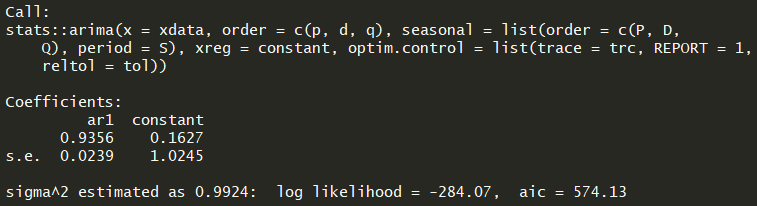 Call:
stats::arima(x = xdata, order = c(p, d, q), seasonal = list(order = c(P, D,
    Q), period = S), xreg = constant, optim.control = list(trace = trc, REPORT = 1,
    reltol = tol))

Coefficients:
         ar1  constant
      0.9356    0.1627
s.e.  0.0239    1.0245

sigma^2 estimated as 0.9924:  log likelihood = -284.07,  aic = 574.13